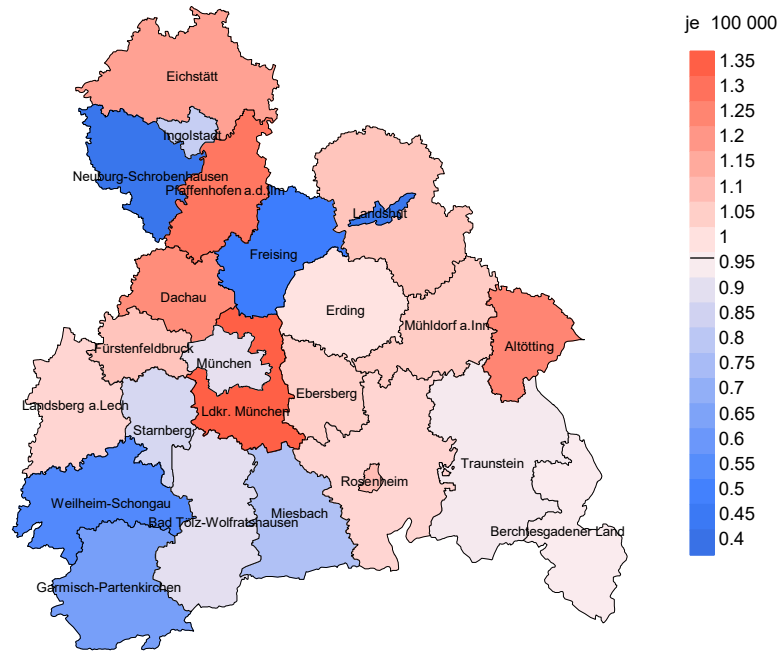 je 100 000
Eichstätt
Ingolstadt
Neuburg-Schrobenhausen
Pfaffenhofen a.d.Ilm
Landshut
Freising
Dachau
Erding
Mühldorf a.Inn
Altötting
Fürstenfeldbruck
München
Ebersberg
Landsberg a.Lech
Ldkr. München
Starnberg
Traunstein
Rosenheim
Weilheim-Schongau
Miesbach
Bad Tölz-Wolfratshausen
Berchtesgadener Land
Garmisch-Partenkirchen
1.35
1.3
1.25
1.2
1.15
1.1
1.05
1
0.95
0.9
0.85
0.8
0.75
0.7
0.65
0.6
0.55
0.5
0.45
0.4